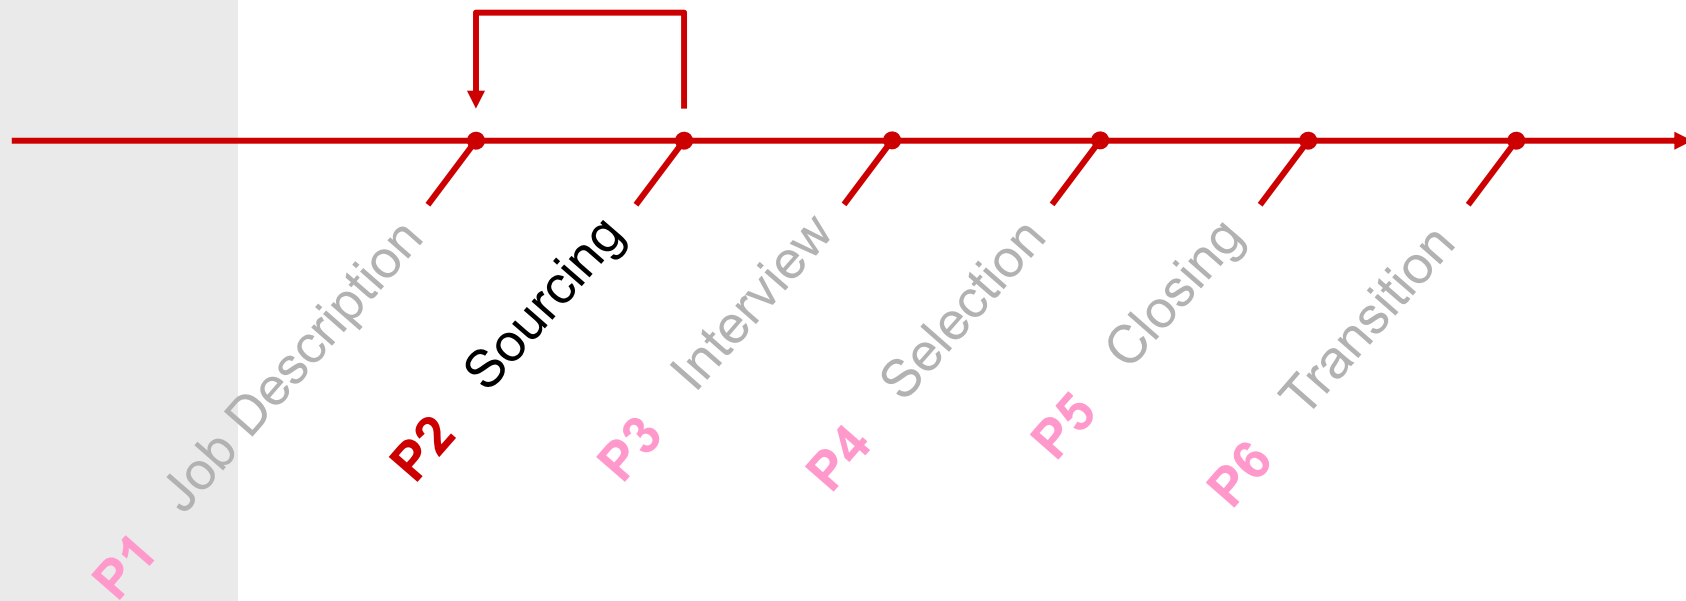 P1 Job Description
P2 Sourcing
P3 Interview
P4 Selection
P5 Closing
P6 Transition